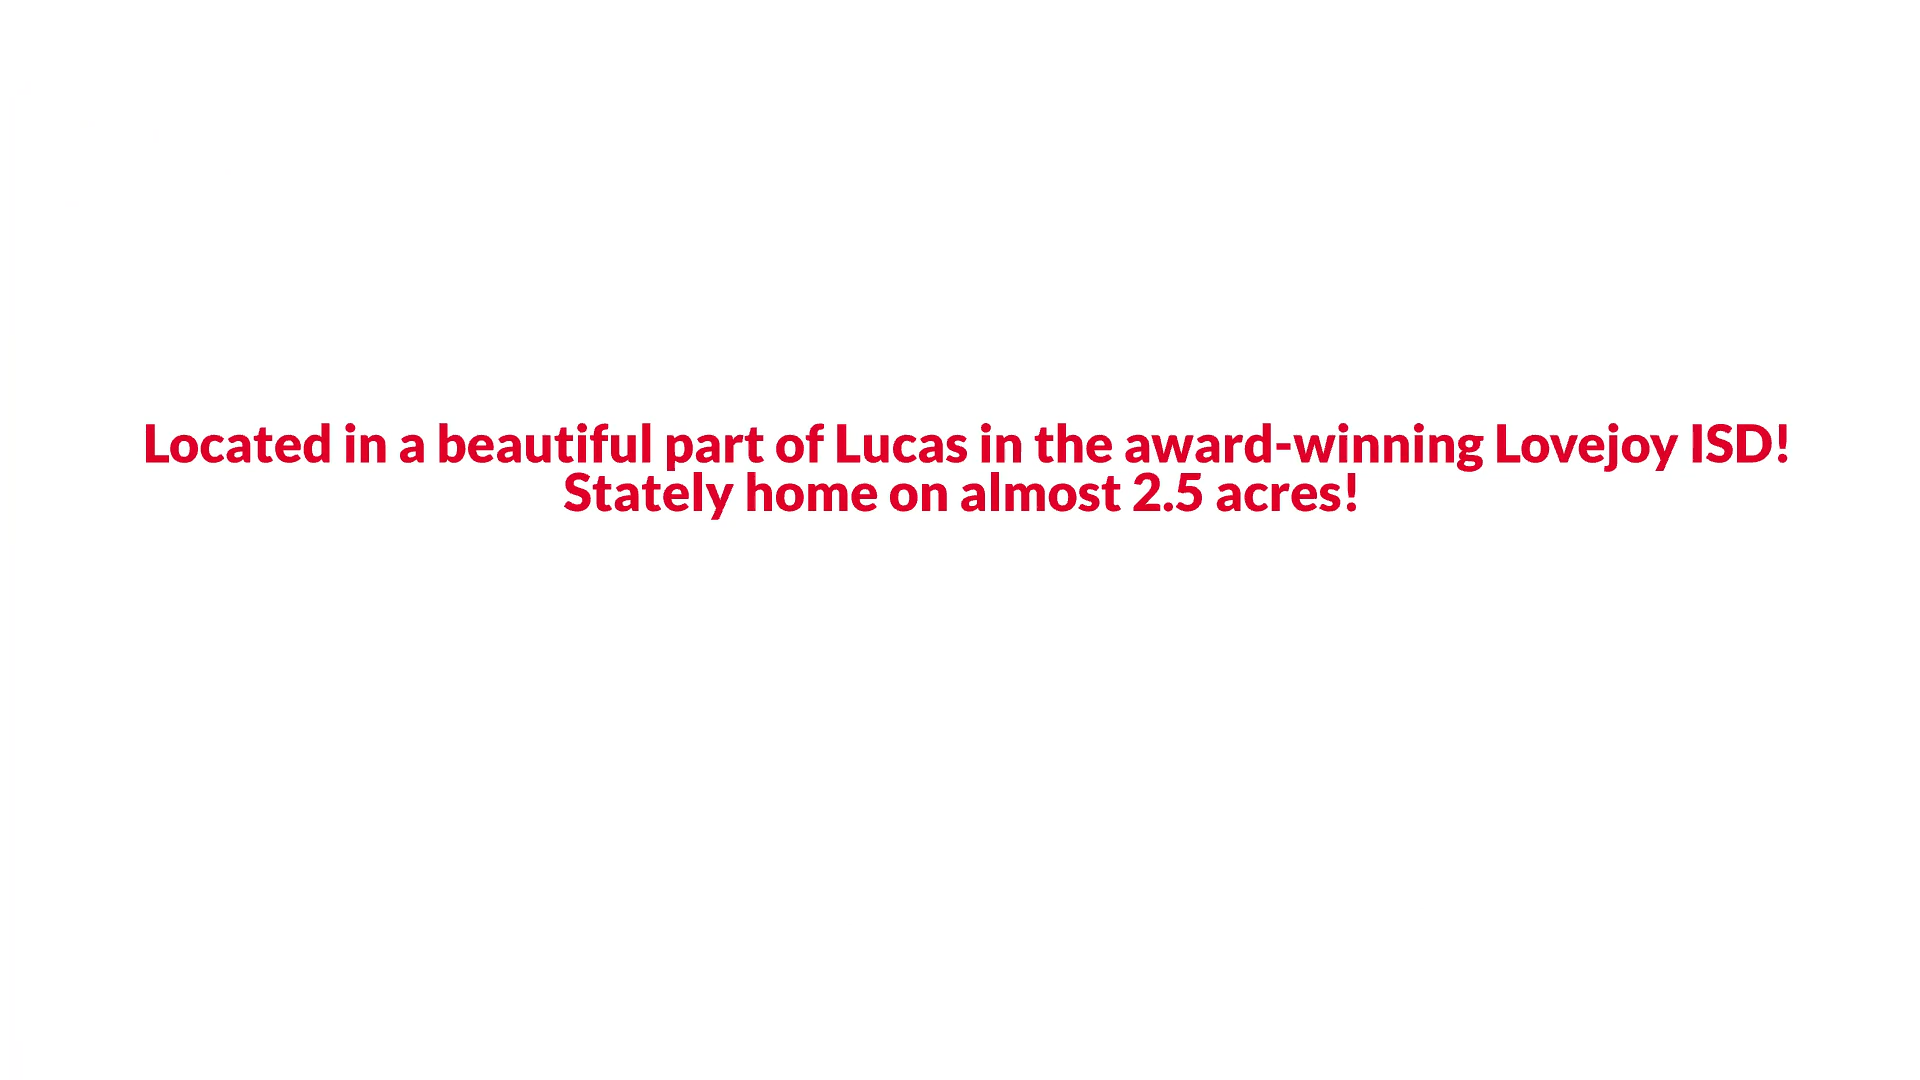 Located in a beautiful part of Lucas in the award-winning Lovejoy ISD!
Stately home on almost 2.5 acres!